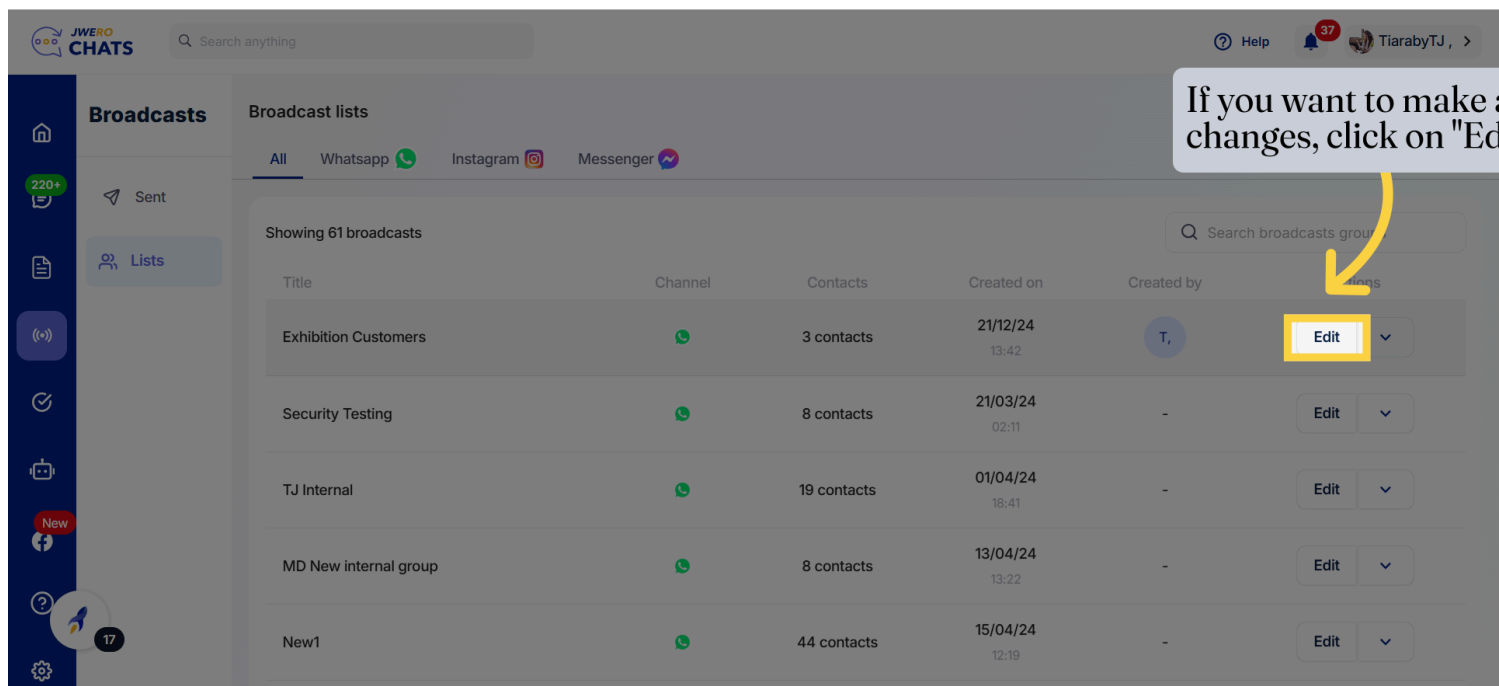 JWERO
CHATS
Search anything
Help
37
TiarabyTJ ,
If you want to make
changes, click on "Ed
Broadcasts
Broadcast lists
All
Whatsapp
Instagram
Messenger
220+
Sent
Lists
Showing 61 broadcasts
Search broadcasts group
Title
Channel
Contacts
Created on
Created by
Exhibition Customers
3 contacts
21/12/24
13:42
T,
Edit
Security Testing
8 contacts
21/03/24
02:11
-
Edit
TJ Internal
19 contacts
01/04/24
18:41
-
Edit
New
MD New internal group
8 contacts
13/04/24
13:22
-
Edit
17
New1
44 contacts
15/04/24
12:19
-
Edit